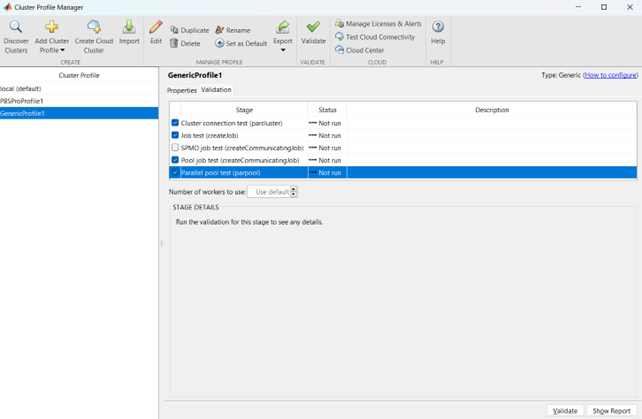 Cluster Profile Manager
Discover Clusters
Add Cluster Profile
Create Cloud Cluster
Import
CREATE
Edit
Duplicate
Delete
Rename
Set as Default
Export
MANAGE PROFILE
Validate
VALIDATE
Manage Licenses & Alerts
Test Cloud Connectivity
Cloud Center
CLOUD
Help
HELP
Cluster Profile
local (default)
PBSProProfile1
GenericProfile1
GenericProfile1
Type: Generic (How to configure)
Properties Validation
Stage Status Description
Cluster connection test (parcluster) Not run
Job test (createJob) Not run
SPMD job test (createCommunicatingJob) Not run
Pool job test (createCommunicatingJob) Not run
Parallel pool test (parpool) Not run
Number of workers to use: Use default
STAGE DETAILS
Run the validation for this stage to see any details.
Validate Show Report